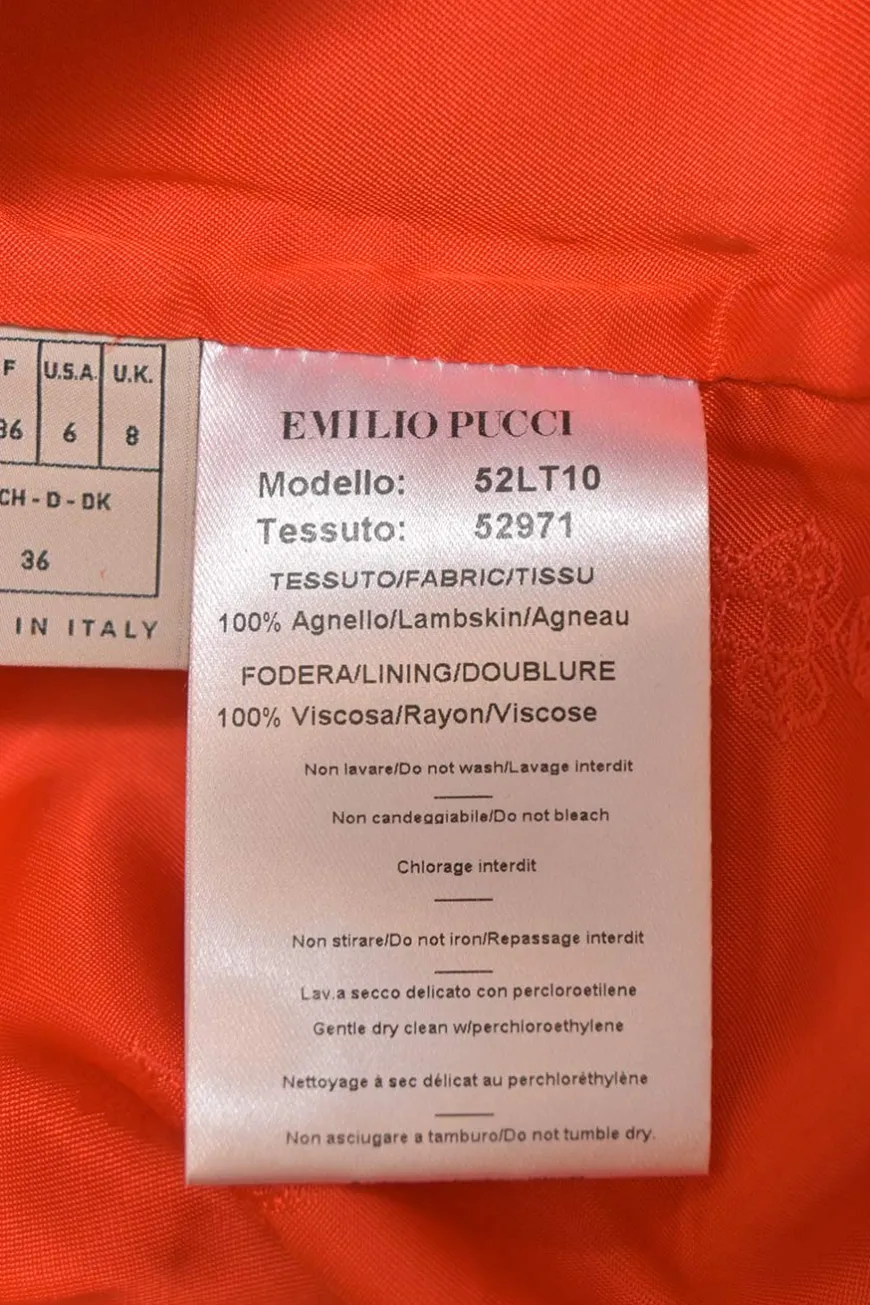 F U.S.A. U.K.
36 6 8
CH - D - DK
36
IN ITALY
EMILIO PUCCI
Modello: 52LT10
Tessuto: 52971
TESSUTO/FABRIC/TISSU
100% Agnello/Lambskin/Agneau
FODERA/LINING/DOUBLURE
100% Viscosa/Rayon/Viscose
Non lavare/Do not wash/Lavage interdit
Non candeggiabile/Do not bleach
Chlorage interdit
Non stirare/Do not iron/Repassage interdit
Lav.a secco delicato con percloroetilene
Gentle dry clean w/perchloroethylene
Nettoyage à sec délicat au perchloréthylène
Non asciugare a tamburo/Do not tumble dry.